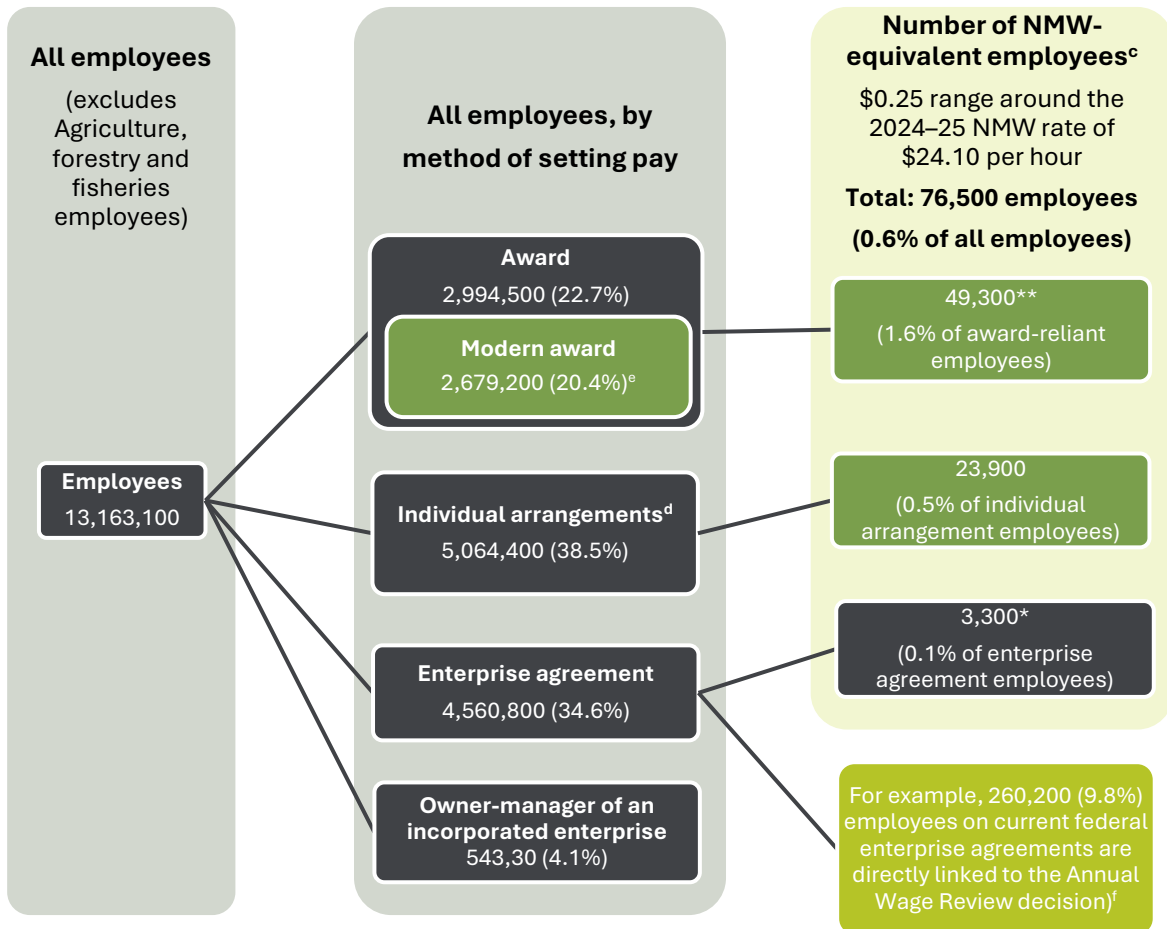 All employees
(excludes
Agriculture,
forestry and
fisheries
employees)
Employees
13,163,100
All employees, by
method of setting pay
Award
2,994,500 (22.7%)
Modern award
2,679,200 (20.4%)ᵉ
Individual arrangementsᵈ
5,064,400 (38.5%)
Enterprise agreement
4,560,800 (34.6%)
Owner-manager of an
incorporated enterprise
543,30 (4.1%)
Number of NMW-
equivalent employeesᶜ
$0.25 range around the
2024–25 NMW rate of
$24.10 per hour
Total: 76,500 employees
(0.6% of all employees)
49,300**
(1.6% of award-reliant
employees)
23,900
(0.5% of individual
arrangement employees)
3,300*
(0.1% of enterprise
agreement employees)
For example, 260,200 (9.8%)
employees on current federal
enterprise agreements are
directly linked to the Annual
Wage Review decision)ᶠ